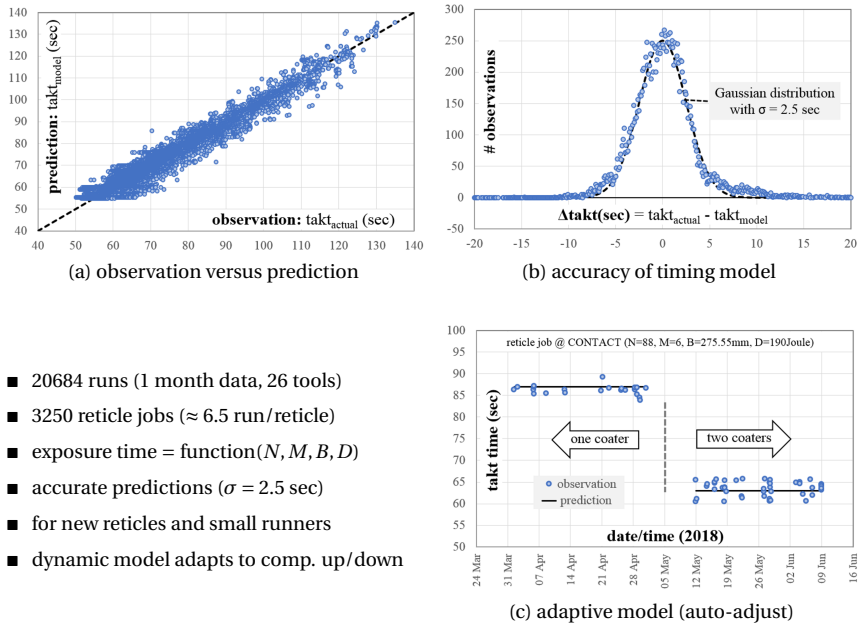 140
130
120
110
100
90
80
70
60
50
40
prediction: takt_model (sec)
observation: takt_actual (sec)
40 50 60 70 80 90 100 110 120 130 140
(a) observation versus prediction
300
250
200
150
100
50
0
-50
# observations
Gaussian distribution
with σ = 2.5 sec
Δtakt(sec) = takt_actual - takt_model
-20 -15 -10 -5 0 5 10 15 20
(b) accuracy of timing model
■ 20684 runs (1 month data, 26 tools)
■ 3250 reticle jobs (≈ 6.5 run/reticle)
■ exposure time = function(N, M, B, D)
■ accurate predictions (σ = 2.5 sec)
■ for new reticles and small runners
■ dynamic model adapts to comp. up/down
100
95
90
85
80
75
70
65
60
55
50
takt time (sec)
reticle job @ CONTACT (N=88, M=6, B=275.55mm, D=190Joule)
one coater
two coaters
observation
prediction
date/time (2018)
24 Mar
31 Mar
07 Apr
14 Apr
21 Apr
28 Apr
05 May
12 May
19 May
26 May
02 Jun
09 Jun
16 Jun
(c) adaptive model (auto-adjust)